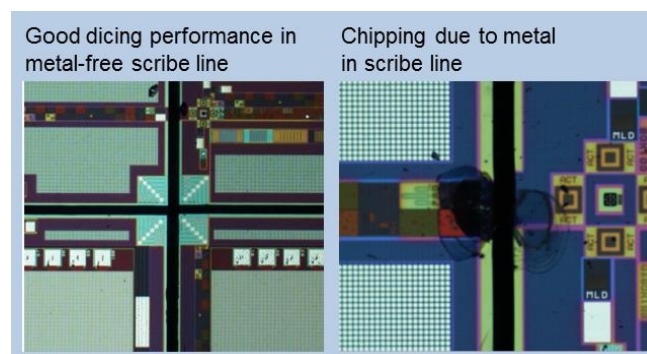 Good dicing performance in
metal-free scribe line
Chipping due to metal
in scribe line
MLD
ACT
ACT
ACT
ACT
MLD